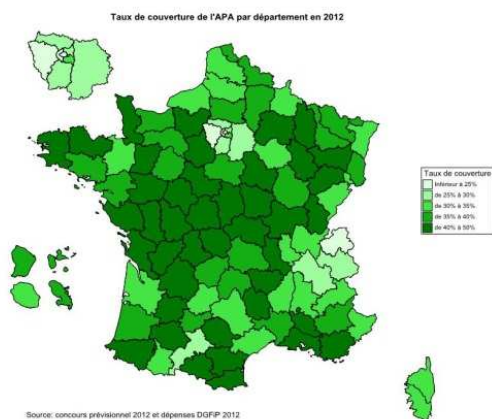 Taux de couverture de l'APA par département en 2012
Taux de couverture
Inférieur à 25%
de 25% à 30%
de 30% à 35%
de 35% à 40%
de 40% à 50%
Source: concours prévisionnel 2012 et dépenses DGFiP 2012